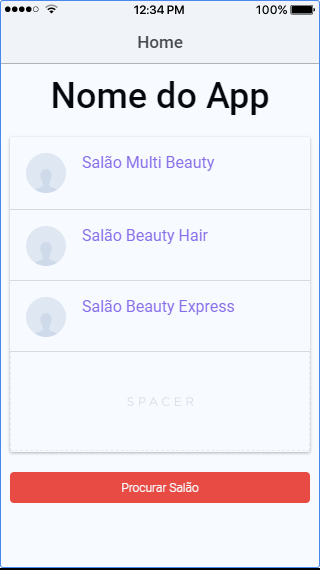 12:34 PM 100%
Home
Nome do App
Salão Multi Beauty
Salão Beauty Hair
Salão Beauty Express
SPACER
Procurar Salão